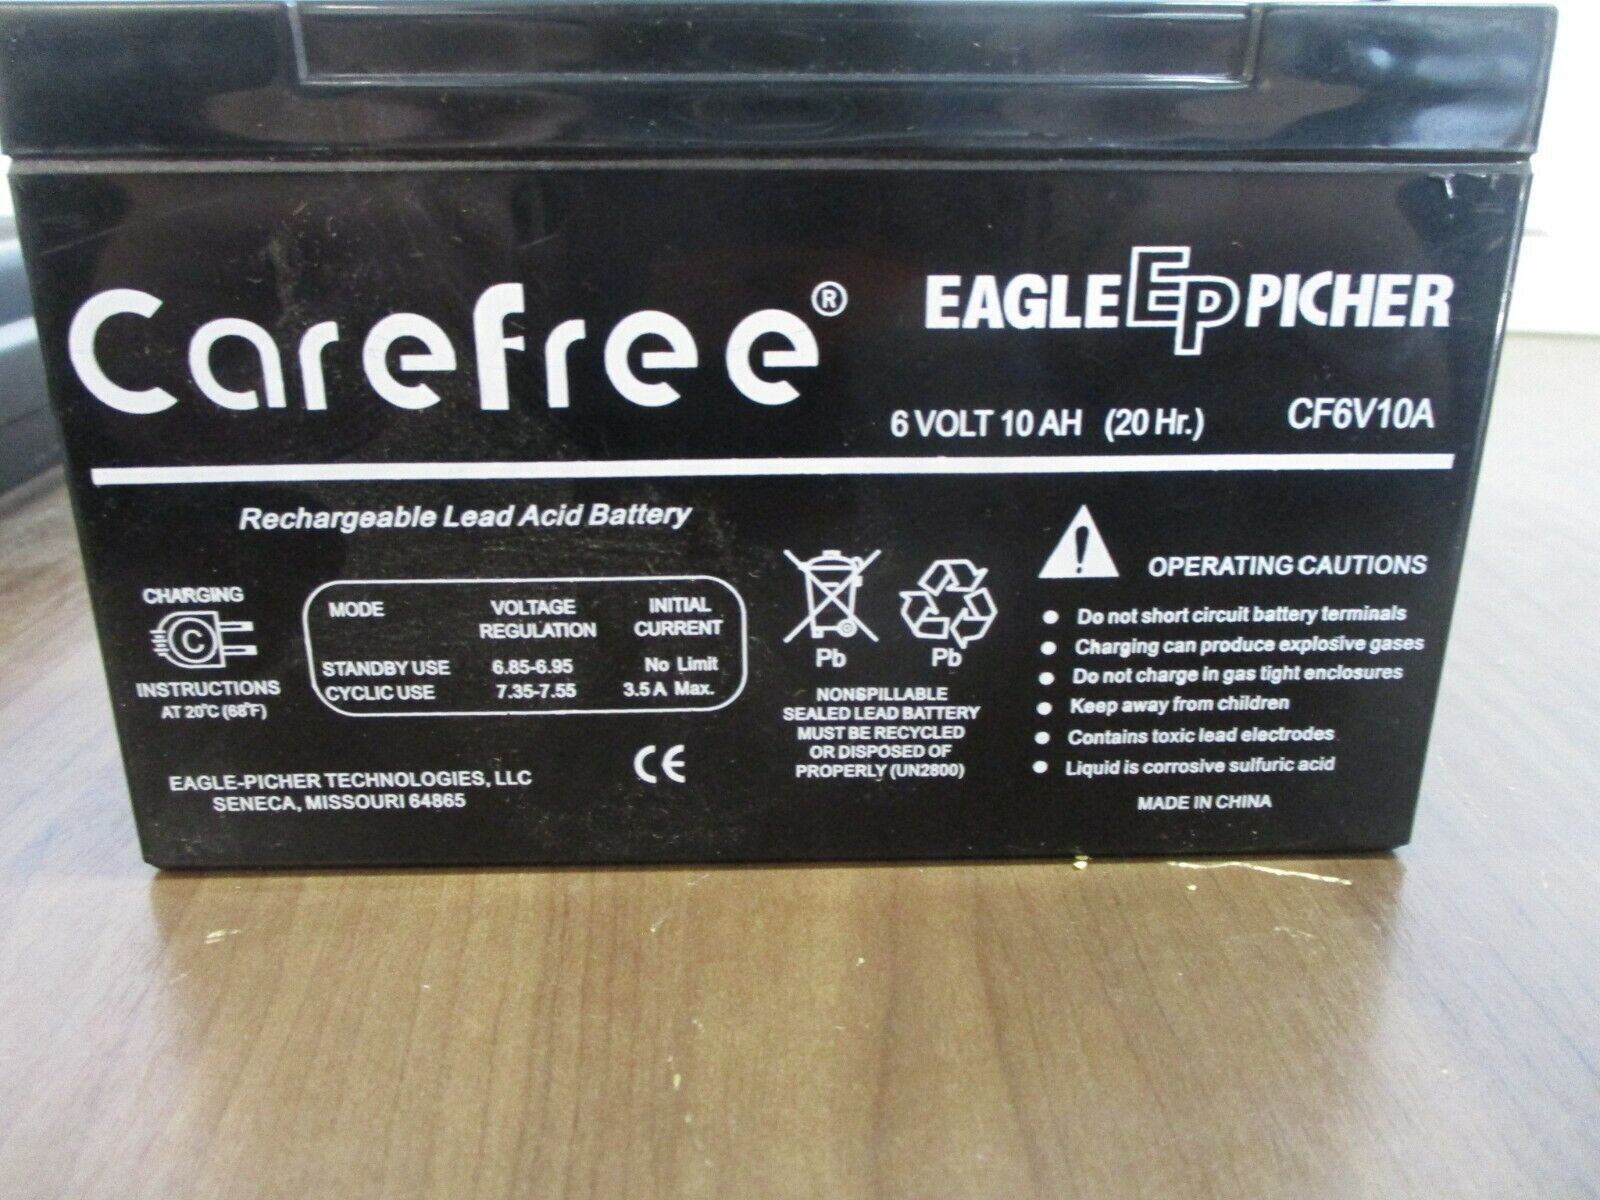 Carefree®
EAGLE EP PICHER
6 VOLT 10 AH (20 Hr.) CF6V10A
Rechargeable Lead Acid Battery
CHARGING
C
INSTRUCTIONS
AT 20°C (68°F)
MODE VOLTAGE REGULATION INITIAL CURRENT
STANDBY USE 6.85-6.95 No Limit
CYCLIC USE 7.35-7.55 3.5 A Max.
EAGLE-PICHER TECHNOLOGIES, LLC
SENECA, MISSOURI 64865
CE
Pb Pb
NONSPILLABLE
SEALED LEAD BATTERY
MUST BE RECYCLED
OR DISPOSED OF
PROPERLY (UN2800)
! OPERATING CAUTIONS
● Do not short circuit battery terminals
● Charging can produce explosive gases
● Do not charge in gas tight enclosures
● Keep away from children
● Contains toxic lead electrodes
● Liquid is corrosive sulfuric acid
MADE IN CHINA